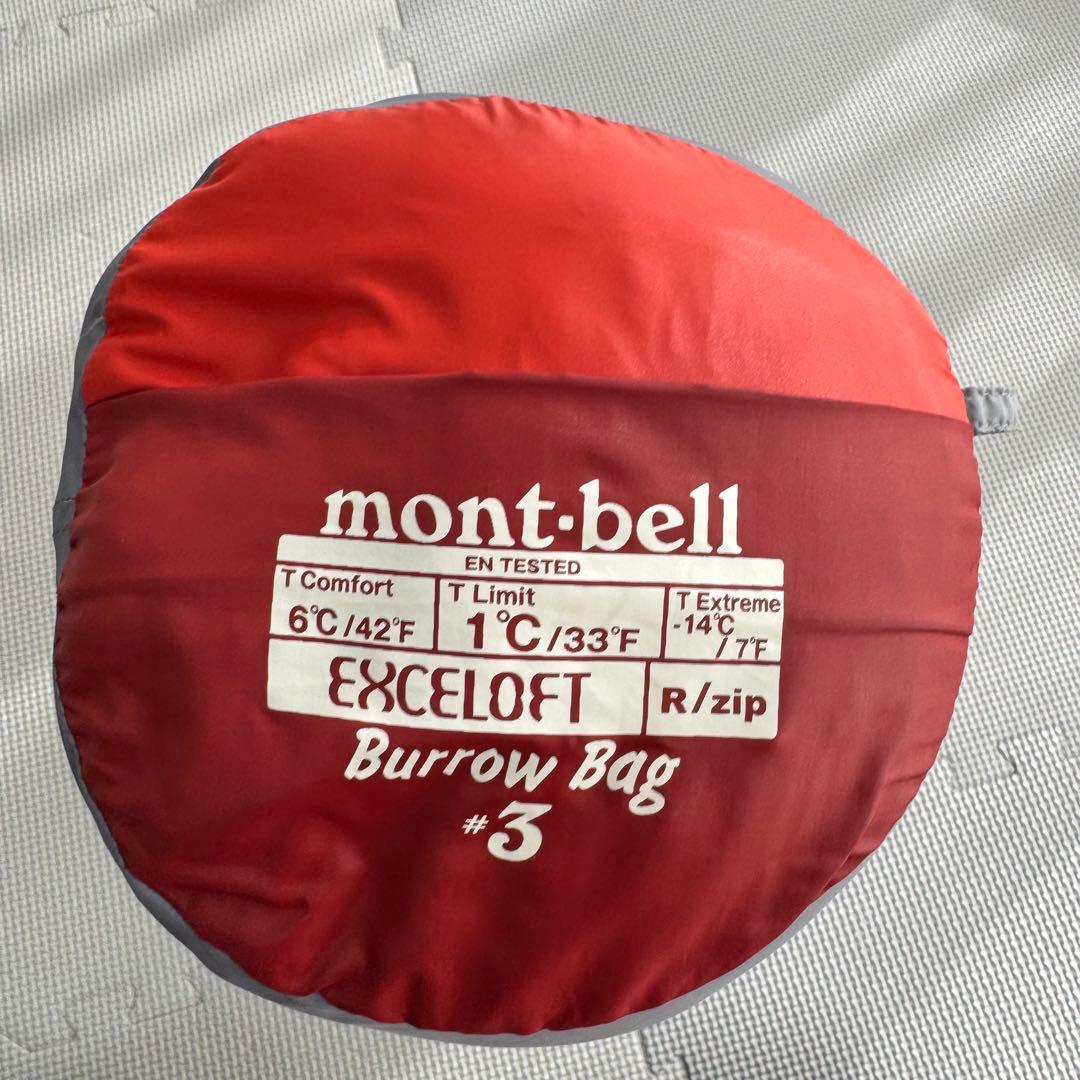 mont-bell
EN TESTED
T Comfort
6℃/42°F
T Limit
1℃/33°F
T Extreme
-14℃
/ 7°F
EXCELOFT
R/zip
Burrow Bag
#3